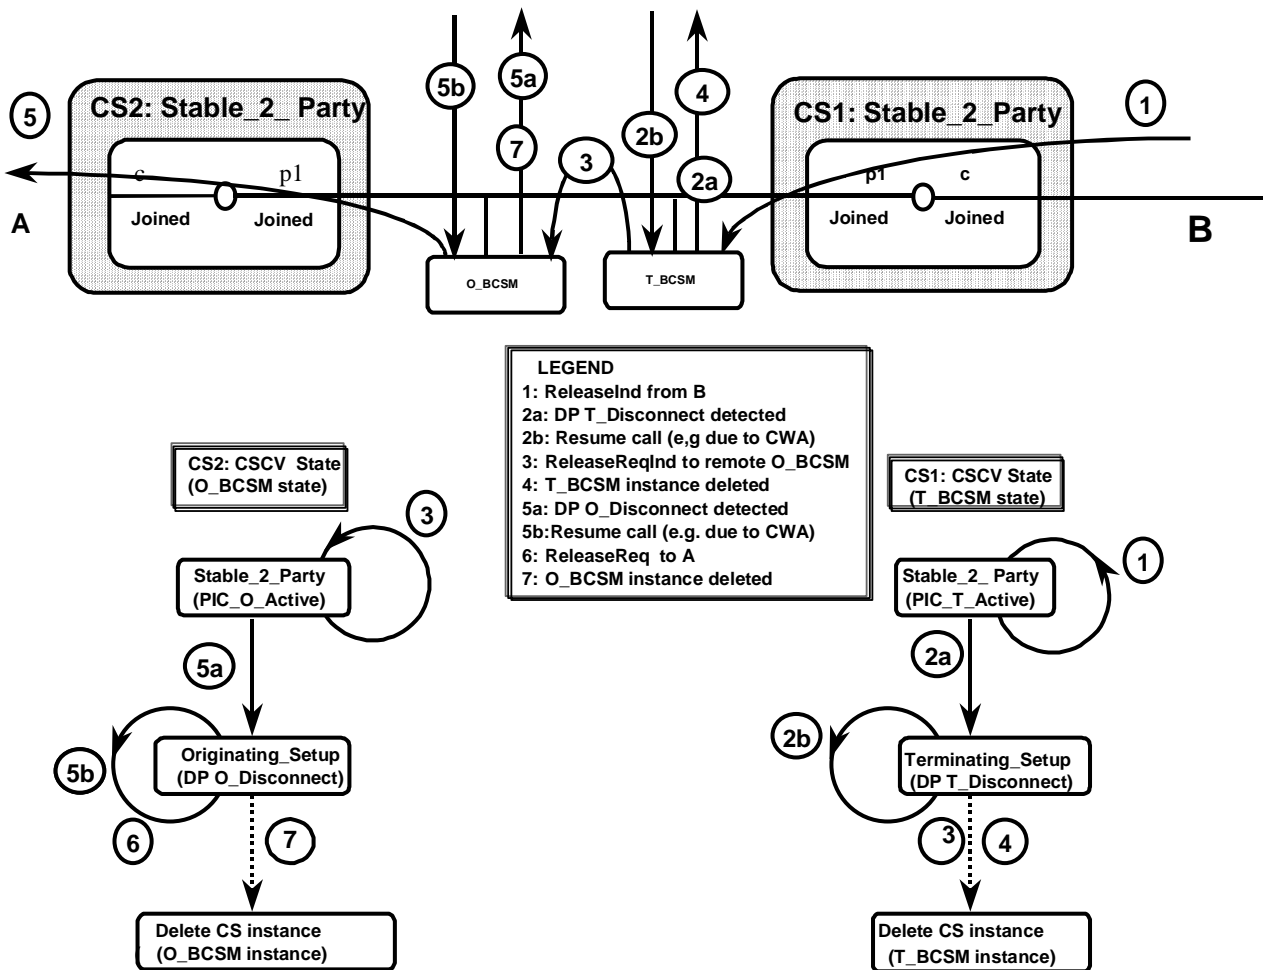 5b
5a
2b
4
5
CS2: Stable_2_ Party
CS1: Stable_2_Party
1
7
3
2a
c
p1
p1
c
Joined
Joined
Joined
Joined
A
B
O_BCSM
T_BCSM
LEGEND
1: ReleaseInd from B
2a: DP T_Disconnect detected
2b: Resume call (e,g due to CWA)
3: ReleaseReqInd to remote O_BCSM
4: T_BCSM instance deleted
5a: DP O_Disconnect detected
5b:Resume call (e.g. due to CWA)
6: ReleaseReq to A
7: O_BCSM instance deleted
CS2: CSCV State
(O_BCSM state)
CS1: CSCV State
(T_BCSM state)
3
Stable_2_Party
(PIC_O_Active)
5a
5b
Originating_Setup
(DP O_Disconnect)
6
7
Delete CS instance
(O_BCSM instance)
1
Stable_2_ Party
(PIC_T_Active)
2a
2b
Terminating_Setup
(DP T_Disconnect)
3
4
Delete CS instance
(T_BCSM instance)